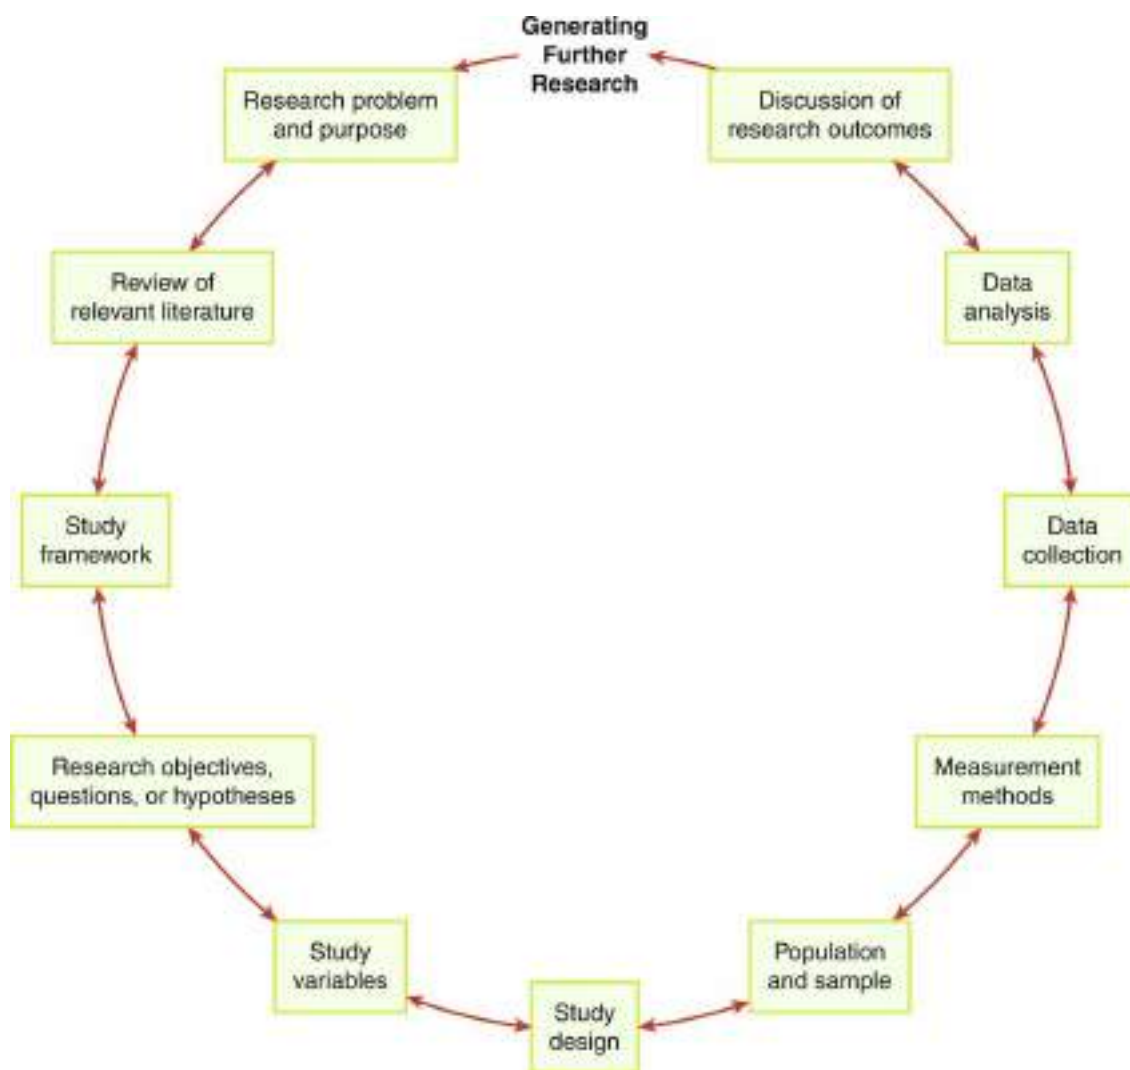 Generating
Further
Research
Research problem
and purpose
Review of
relevant literature
Study
framework
Research objectives,
questions, or hypotheses
Study
variables
Study
design
Population
and sample
Measurement
methods
Data
collection
Data
analysis
Discussion of
research outcomes